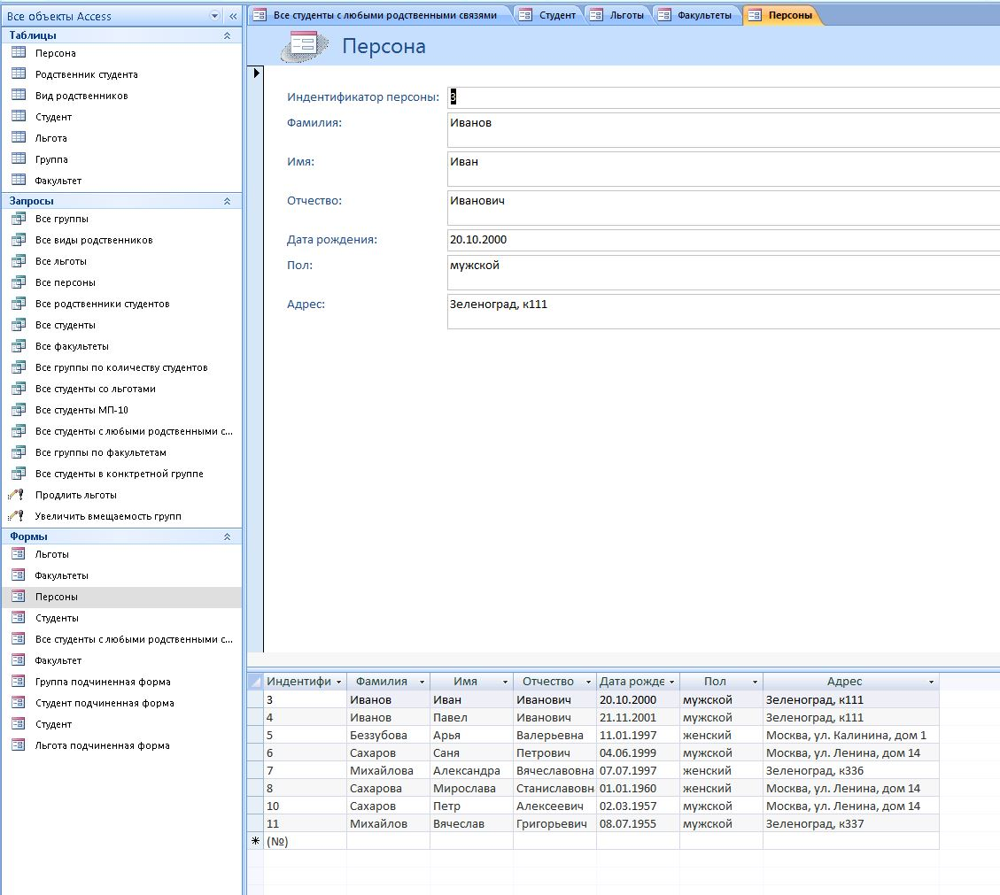 Все объекты Access
Таблицы
Персона
Родственник студента
Вид родственников
Студент
Льгота
Группа
Факультет
Запросы
Все группы
Все виды родственников
Все льготы
Все персоны
Все родственники студентов
Все студенты
Все факультеты
Все группы по количеству студентов
Все студенты со льготами
Все студенты МП-10
Все студенты с любыми родственными с...
Все группы по факультетам
Все студенты в конктретной группе
Продлить льготы
Увеличить вмещаемость групп
Формы
Льготы
Факультеты
Персоны
Студенты
Все студенты с любыми родственными с...
Факультет
Группа подчиненная форма
Студент подчиненная форма
Студент
Льгота подчиненная форма
Все студенты с любыми родственными связями Студент Льготы Факультеты Персоны
Персона
Индентификатор персоны: 3
Фамилия: Иванов
Имя: Иван
Отчество: Иванович
Дата рождения: 20.10.2000
Пол: мужской
Адрес: Зеленоград, к111
Индентифи Фамилия Имя Отчество Дата рожде Пол Адрес
3 Иванов Иван Иванович 20.10.2000 мужской Зеленоград, к111
4 Иванов Павел Иванович 21.11.2001 мужской Зеленоград, к111
5 Беззубова Арья Валерьевна 11.01.1997 женский Москва, ул. Калинина, дом 1
6 Сахаров Саня Петрович 04.06.1999 мужской Москва, ул. Ленина, дом 14
7 Михайлова Александра Вячеславовна 07.07.1997 женский Зеленоград, к336
8 Сахарова Мирослава Станиславовн 01.01.1960 женский Москва, ул. Ленина, дом 14
10 Сахаров Петр Алексеевич 02.03.1957 мужской Москва, ул. Ленина, дом 14
11 Михайлов Вячеслав Григорьевич 08.07.1955 мужской Зеленоград, к337
(№)